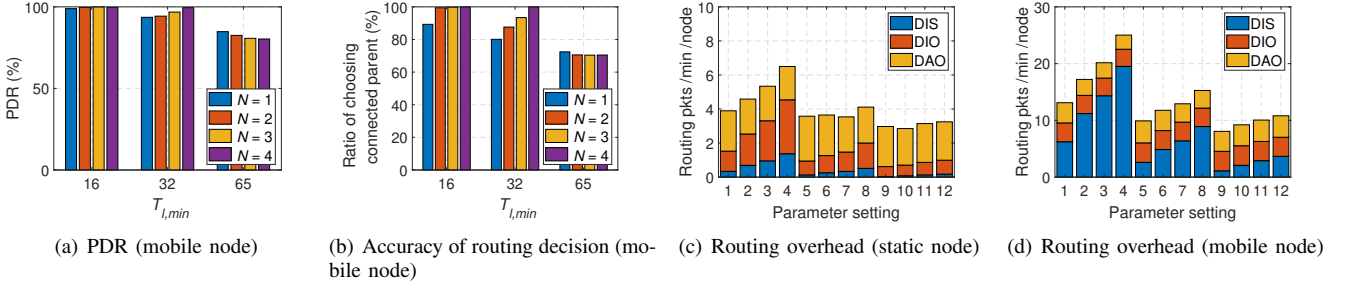 PDR (%)
100
50
0
16
32
65
T_{l,min}
N = 1
N = 2
N = 3
N = 4
(a) PDR (mobile node)
Ratio of choosing
connected parent (%)
100
80
60
40
20
0
16
32
65
T_{l,min}
N = 1
N = 2
N = 3
N = 4
(b) Accuracy of routing decision (mo-
bile node)
Routing pkts /min /node
10
8
6
4
2
0
1 2 3 4 5 6 7 8 9 10 11 12
Parameter setting
DIS
DIO
DAO
(c) Routing overhead (static node)
Routing pkts /min /node
30
20
10
0
1 2 3 4 5 6 7 8 9 10 11 12
Parameter setting
DIS
DIO
DAO
(d) Routing overhead (mobile node)